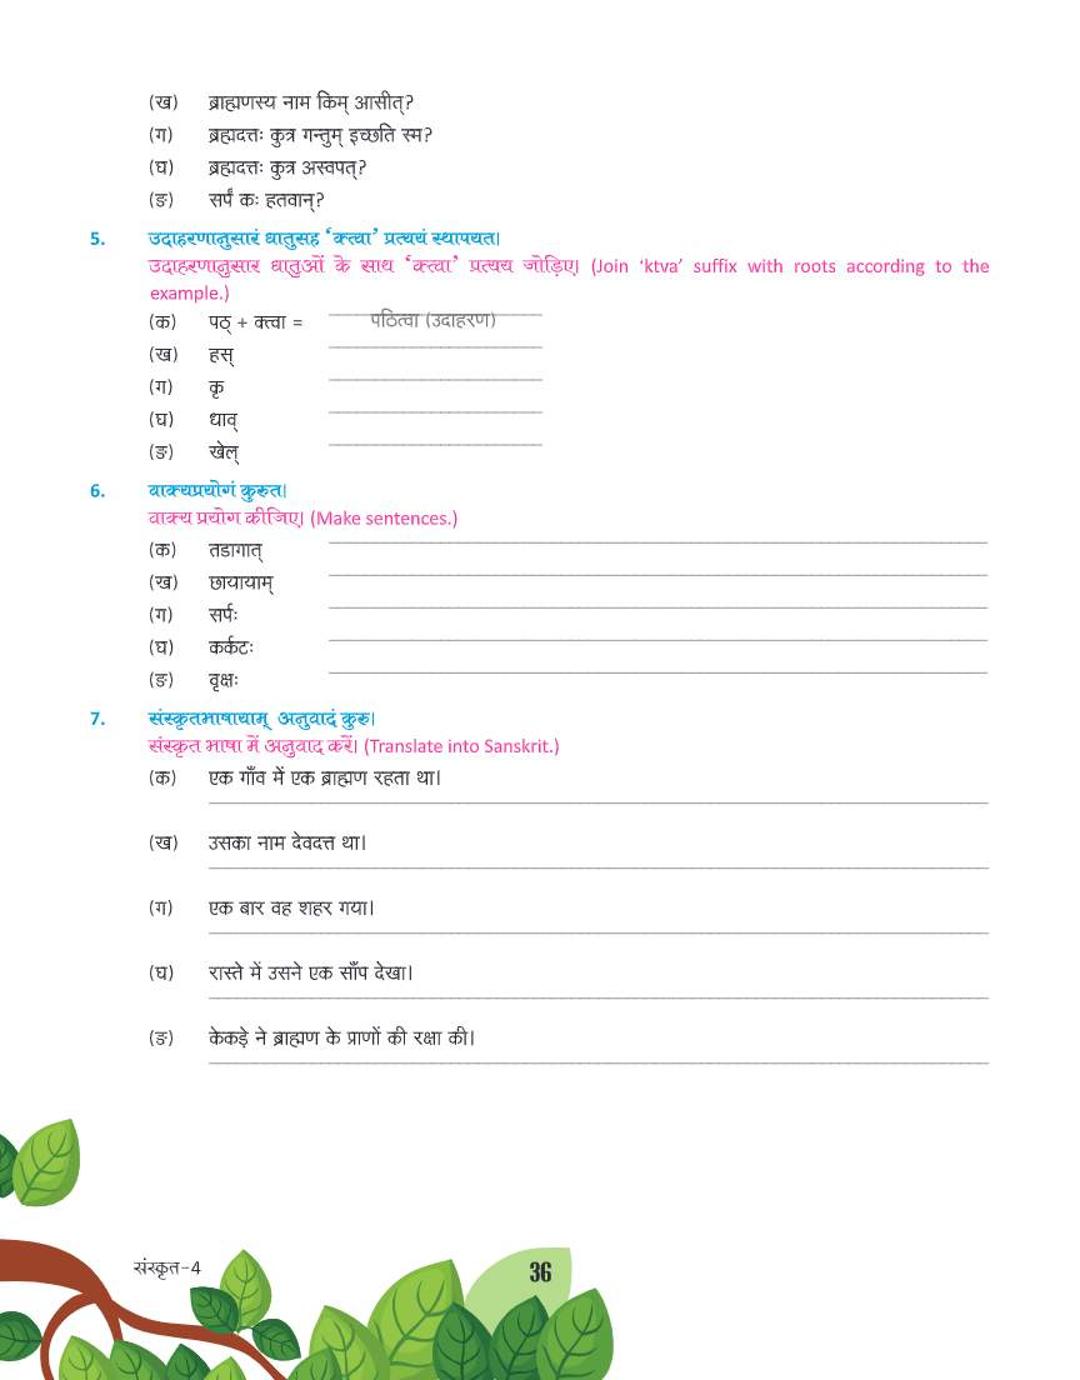 (ख) ब्राह्मणस्य नाम किम् आसीत्?
(ग) ब्रह्मदत्तः कुत्र गन्तुम् इच्छति स्म?
(घ) ब्रह्मदत्तः कुत्र अस्वपत्?
(ङ) सर्पं कः हतवान्?
5. उदाहरणानुसारं धातुसह ‘क्त्वा’ प्रत्ययं स्थापयत।
उदाहरणानुसार धातुओं के साथ ‘क्त्वा’ प्रत्यय जोड़िए। (Join ‘ktva’ suffix with roots according to the
example.)
(क) पठ् + क्त्वा = पठित्वा (उदाहरण)
(ख) हस्
(ग) कृ
(घ) धाव्
(ङ) खेल्
6. वाक्यप्रयोगं कुरुत।
वाक्य प्रयोग कीजिए। (Make sentences.)
(क) तडागात्
(ख) छायायाम्
(ग) सर्पः
(घ) कर्कटः
(ङ) वृक्षः
7. संस्कृतभाषायाम् अनुवादं कुरु।
संस्कृत भाषा में अनुवाद करें। (Translate into Sanskrit.)
(क) एक गाँव में एक ब्राह्मण रहता था।
(ख) उसका नाम देवदत्त था।
(ग) एक बार वह शहर गया।
(घ) रास्ते में उसने एक साँप देखा।
(ङ) केकड़े ने ब्राह्मण के प्राणों की रक्षा की।
संस्कृत-4
36